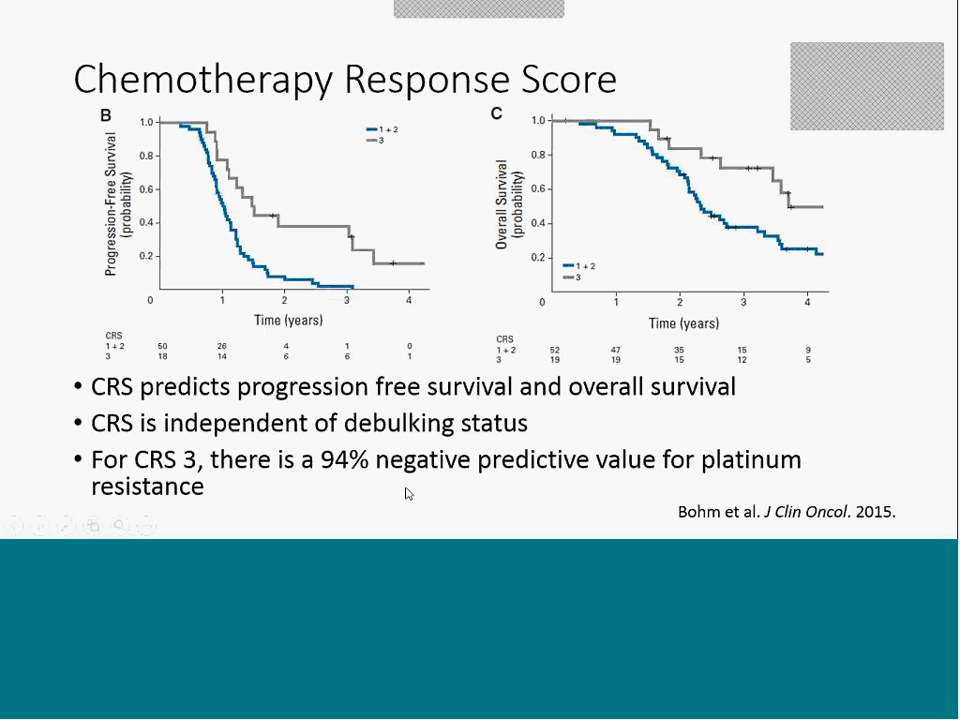 Chemotherapy Response Score
B
Progression-Free Survival
(probability)
1.0
0.8
0.6
0.4
0.2
1 + 2
3
0 1 2 3 4
Time (years)
CRS
1 + 2 50 26 4 1 0
3 18 14 6 6 1
C
Overall Survival
(probability)
1.0
0.8
0.6
0.4
0.2
1 + 2
3
0 1 2 3 4
Time (years)
CRS
1 + 2 52 47 35 15 9
3 19 19 15 12 5
• CRS predicts progression free survival and overall survival
• CRS is independent of debulking status
• For CRS 3, there is a 94% negative predictive value for platinum
resistance
Bohm et al. J Clin Oncol. 2015.